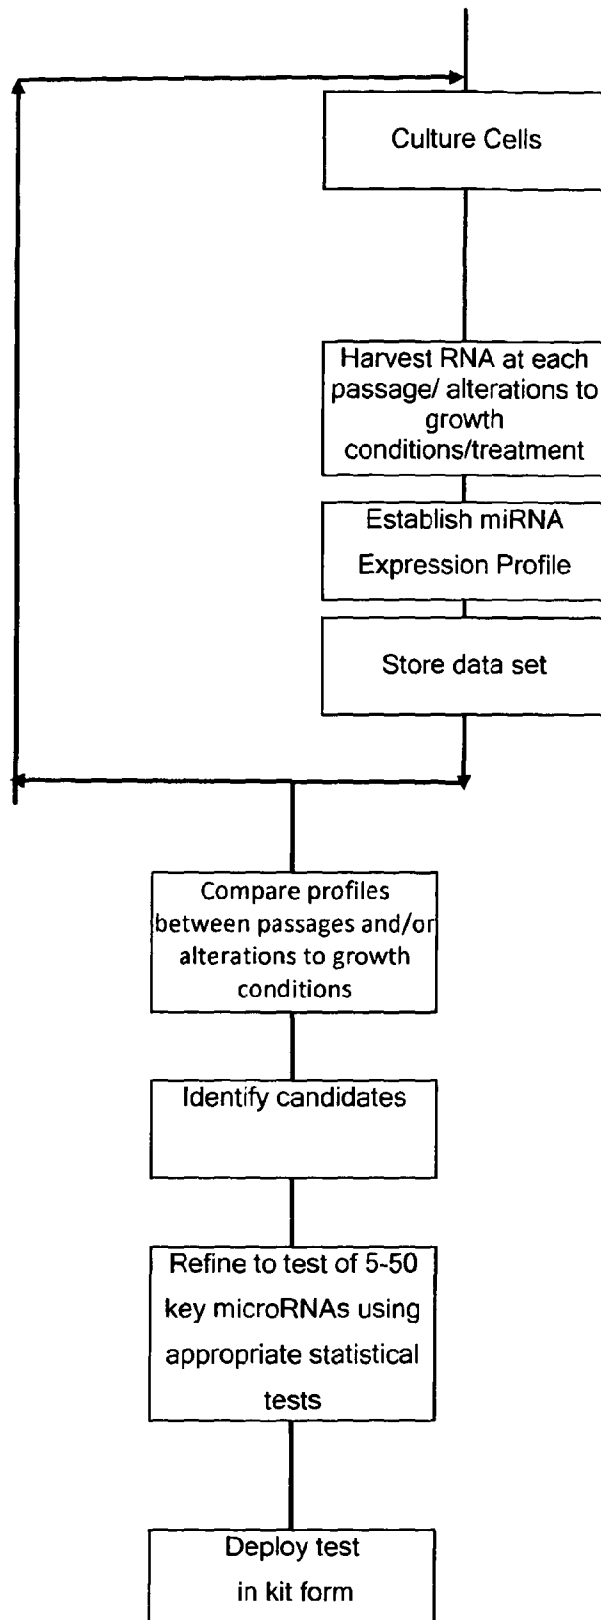 Culture Cells
Harvest RNA at each
passage/ alterations to
growth
conditions/treatment
Establish miRNA
Expression Profile
Store data set
Compare profiles
between passages and/or
alterations to growth
conditions
Identify candidates
Refine to test of 5-50
key microRNAs using
appropriate statistical
tests
Deploy test
in kit form